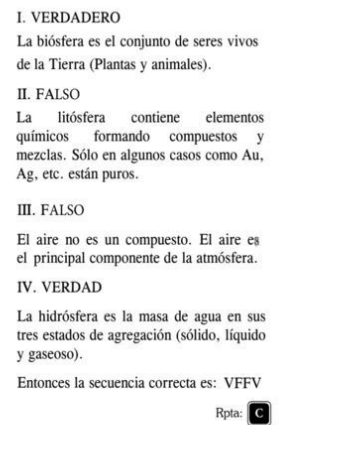 I. VERDADERO
La biósfera es el conjunto de seres vivos
de la Tierra (Plantas y animales).
II. FALSO
La litósfera contiene elementos
químicos formando compuestos y
mezclas. Sólo en algunos casos como Au,
Ag, etc. están puros.
III. FALSO
El aire no es un compuesto. El aire es
el principal componente de la atmósfera.
IV. VERDAD
La hidrósfera es la masa de agua en sus
tres estados de agregación (sólido, líquido
y gaseoso).
Entonces la secuencia correcta es: VFFV
Rpta: C